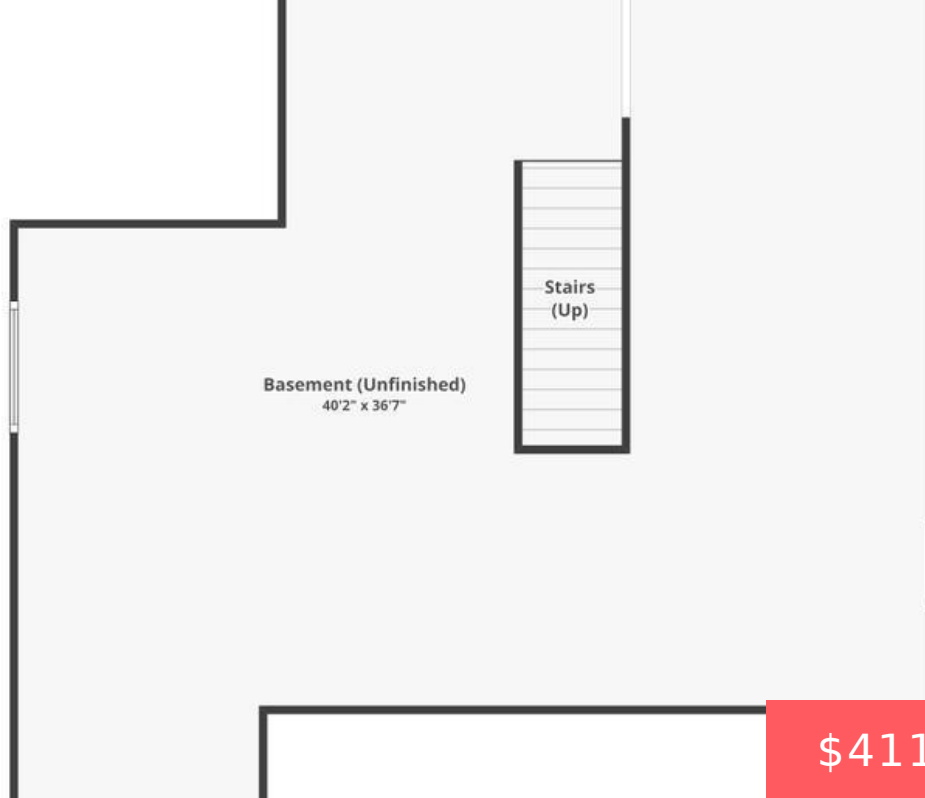 Stairs
(Up)
Basement (Unfinished)
40'2" x 36'7"
$411